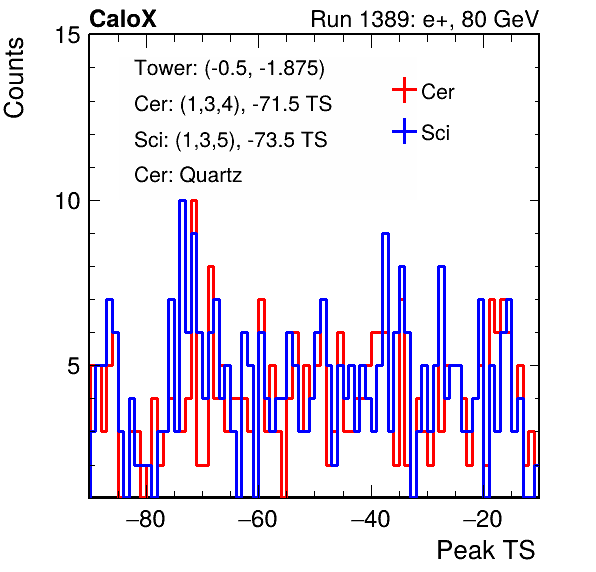 CaloX Run 1389: e+, 80 GeV
Counts
15
10
5
Tower: (-0.5, -1.875)
Cer: (1,3,4), -71.5 TS
Sci: (1,3,5), -73.5 TS
Cer: Quartz
Cer
Sci
−80 −60 −40 −20
Peak TS